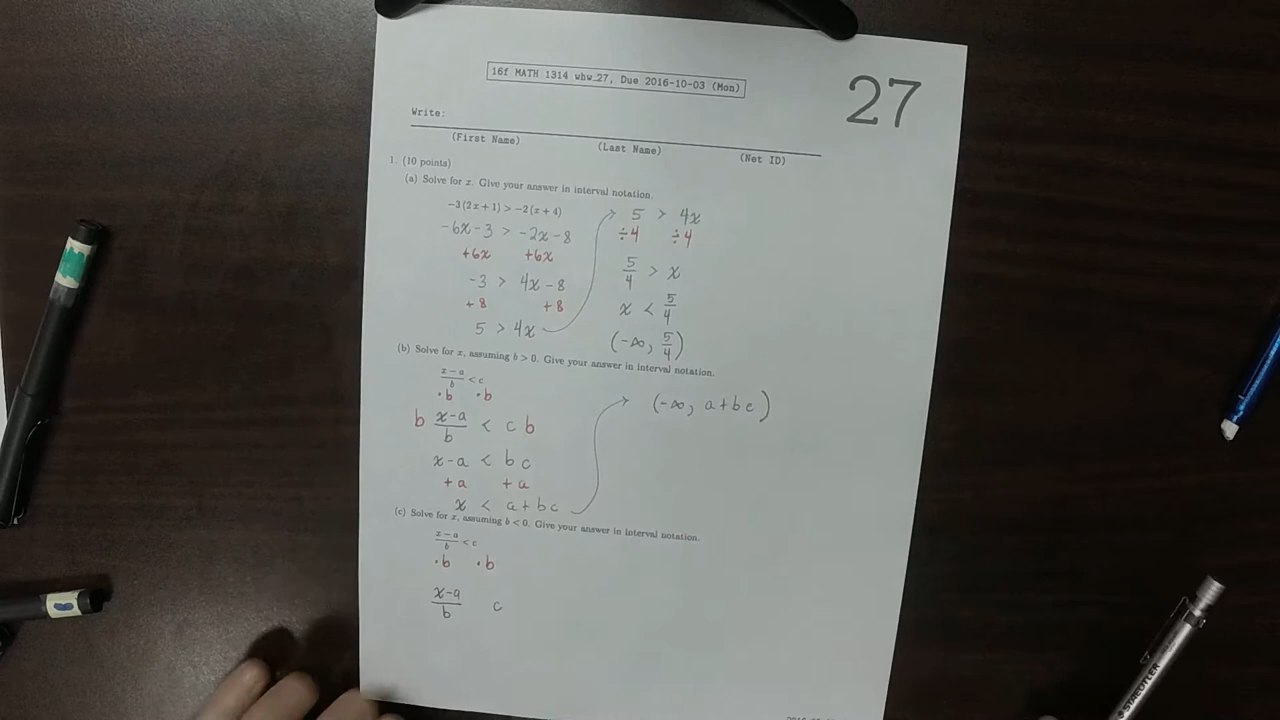 16f MATH 1314 whw_27, Due 2016-10-03 (Mon)
27
Write:
(First Name) (Last Name) (Net ID)
1. (10 points)
(a) Solve for x. Give your answer in interval notation.
-3(2x+1) > -2(x+4)
-6x-3 > -2x-8
+6x +6x
-3 > 4x-8
+8 +8
5 > 4x
5 > 4x
÷4 ÷4
5/4 > x
x < 5/4
(-∞, 5/4)
(b) Solve for x, assuming b > 0. Give your answer in interval notation.
(x-a)/b < c
·b ·b
b (x-a)/b < c b
x-a < bc
+a +a
x < a+bc
(-∞, a+bc)
(c) Solve for x, assuming b < 0. Give your answer in interval notation.
(x-a)/b < c
·b ·b
(x-a)/b c
STAEDTLER